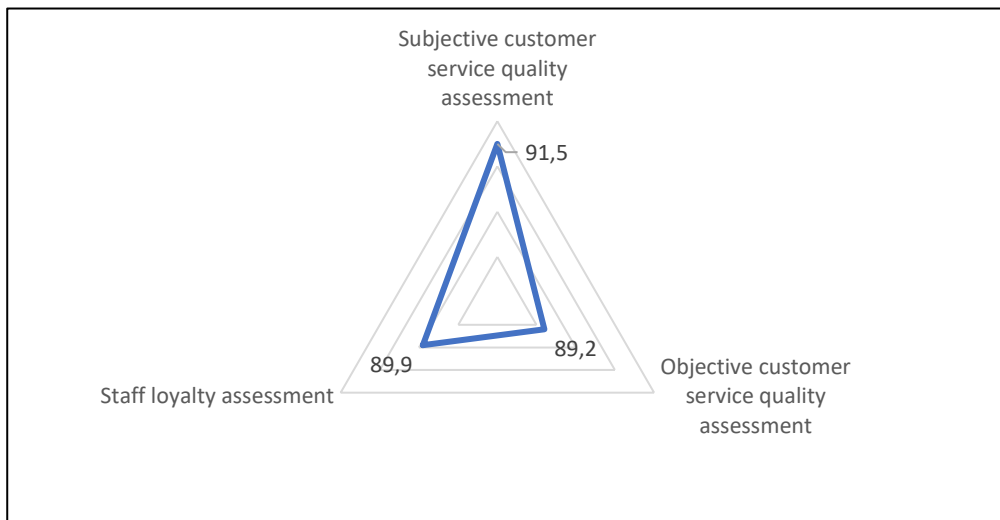 Subjective customer
service quality
assessment
91,5
89,2
89,9
Objective customer
service quality
assessment
Staff loyalty assessment